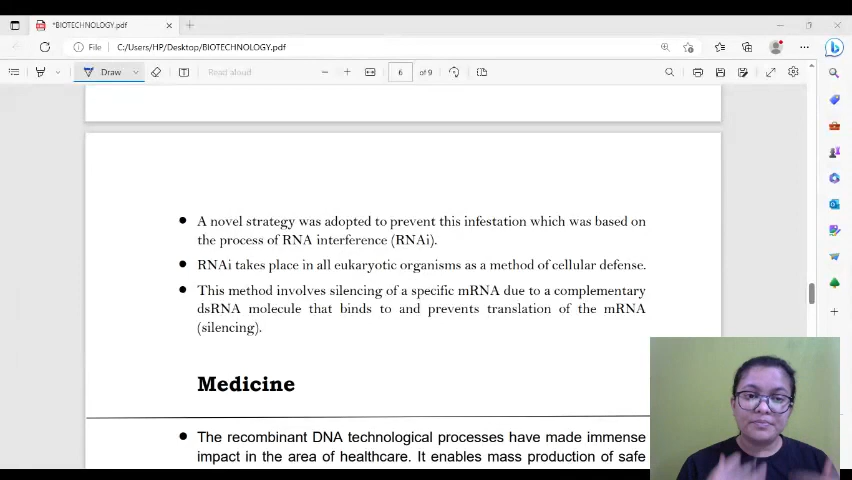 *BIOTECHNOLOGY.pdf
File C:/Users/HP/Desktop/BIOTECHNOLOGY.pdf
Draw Read aloud 6 of 9
● A novel strategy was adopted to prevent this infestation which was based on
the process of RNA interference (RNAi).
● RNAi takes place in all eukaryotic organisms as a method of cellular defense.
● This method involves silencing of a specific mRNA due to a complementary
dsRNA molecule that binds to and prevents translation of the mRNA
(silencing).
Medicine
● The recombinant DNA technological processes have made immense
impact in the area of healthcare. It enables mass production of safe